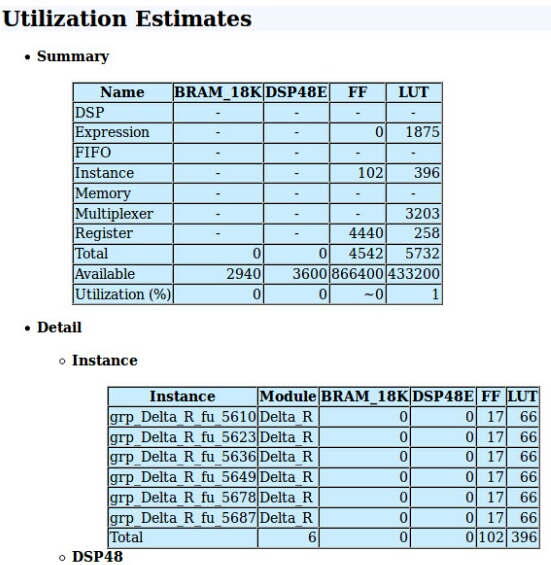 Utilization Estimates
• Summary
Name BRAM_18K DSP48E FF LUT
DSP - - - -
Expression - - 0 1875
FIFO - - - -
Instance - - 102 396
Memory - - - -
Multiplexer - - - 3203
Register - - 4440 258
Total 0 0 4542 5732
Available 2940 3600 866400 433200
Utilization (%) 0 0 ~0 1
• Detail
◦ Instance
Instance Module BRAM_18K DSP48E FF LUT
grp_Delta_R_fu_5610 Delta_R 0 0 17 66
grp_Delta_R_fu_5623 Delta_R 0 0 17 66
grp_Delta_R_fu_5636 Delta_R 0 0 17 66
grp_Delta_R_fu_5649 Delta_R 0 0 17 66
grp_Delta_R_fu_5678 Delta_R 0 0 17 66
grp_Delta_R_fu_5687 Delta_R 0 0 17 66
Total 6 0 0 102 396
◦ DSP48